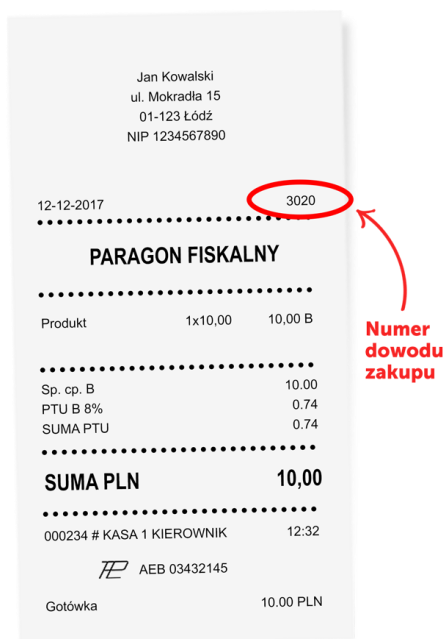 Jan Kowalski
ul. Mokradła 15
01-123 Łódź
NIP 1234567890
12-12-2017 3020
PARAGON FISKALNY
Produkt 1x10,00 10,00 B
Sp. cp. B 10.00
PTU B 8% 0.74
SUMA PTU 0.74
SUMA PLN 10,00
000234 # KASA 1 KIEROWNIK 12:32
AEB 03432145
Gotówka 10.00 PLN
Numer
dowodu
zakupu